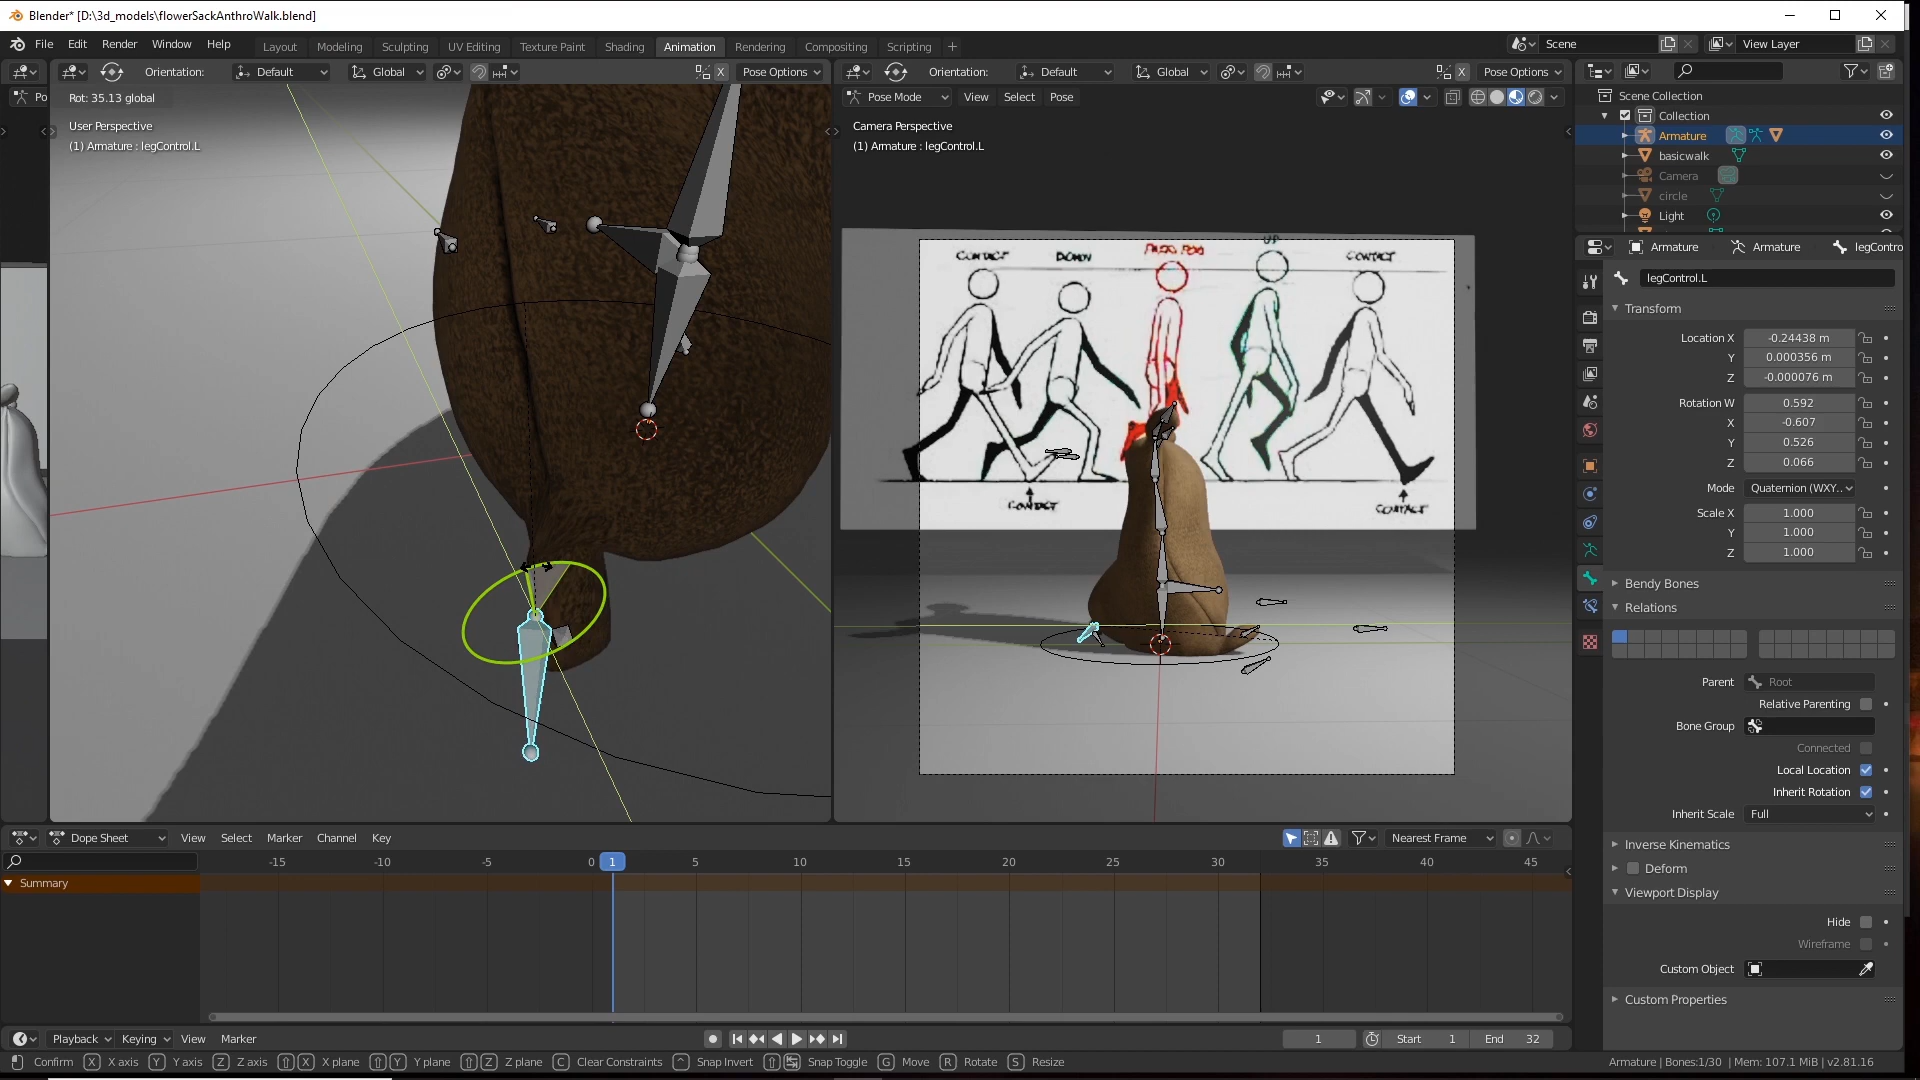 Blender* [D:\3d_models\flowerSackAnthroWalk.blend]
File Edit Render Window Help
Layout Modeling Sculpting UV Editing Texture Paint Shading Animation Rendering Compositing Scripting +
Scene
View Layer
Orientation: Default Global X Pose Options
Orientation: Default Global X Pose Options
Po
Rot: 35.13 global
User Perspective
(1) Armature : legControl.L
Pose Mode View Select Pose
Camera Perspective
(1) Armature : legControl.L
CONTACT
DOWN
UP
CONTACT
CONTACT
CONTACT
Scene Collection
Collection
Armature
basicwalk
Camera
circle
Light
Armature Armature legContro
legControl.L
Transform
Location X -0.24438 m
Y 0.000356 m
Z -0.000076 m
Rotation W 0.592
X -0.607
Y 0.526
Z 0.066
Mode Quaternion (WXY..
Scale X 1.000
Y 1.000
Z 1.000
Bendy Bones
Relations
Parent Root
Relative Parenting
Bone Group
Connected
Local Location
Inherit Rotation
Inherit Scale Full
Inverse Kinematics
Deform
Viewport Display
Hide
Wireframe
Custom Object
Custom Properties
Dope Sheet View Select Marker Channel Key
Nearest Frame
-15 -10 -5 0 1 5 10 15 20 25 30 35 40 45
Summary
Playback Keying View Marker
1 Start 1 End 32
Confirm X X axis Y Y axis Z Z axis X X plane Y Y plane Z Z plane C Clear Constraints ^ Snap Invert Snap Toggle G Move R Rotate S Resize
Armature | Bones:1/30 | Mem: 107.1 MiB | v2.81.16